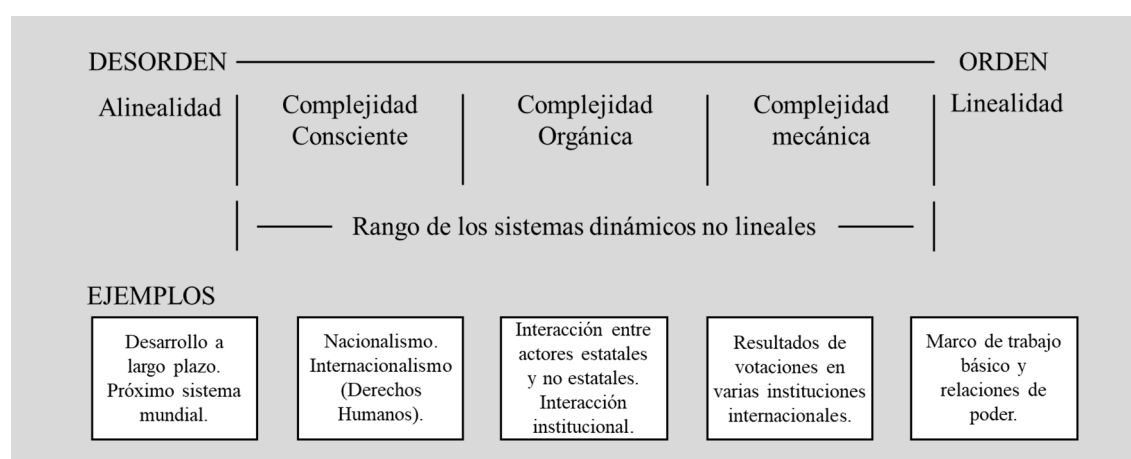 DESORDEN
ORDEN
Alinealidad
Complejidad
Consciente
Complejidad
Orgánica
Complejidad
mecánica
Linealidad
Rango de los sistemas dinámicos no lineales
EJEMPLOS
Desarrollo a
largo plazo.
Próximo sistema
mundial.
Nacionalismo.
Internacionalismo
(Derechos
Humanos).
Interacción entre
actores estatales
y no estatales.
Interacción
institucional.
Resultados de
votaciones en
varias instituciones
internacionales.
Marco de trabajo
básico y
relaciones de
poder.